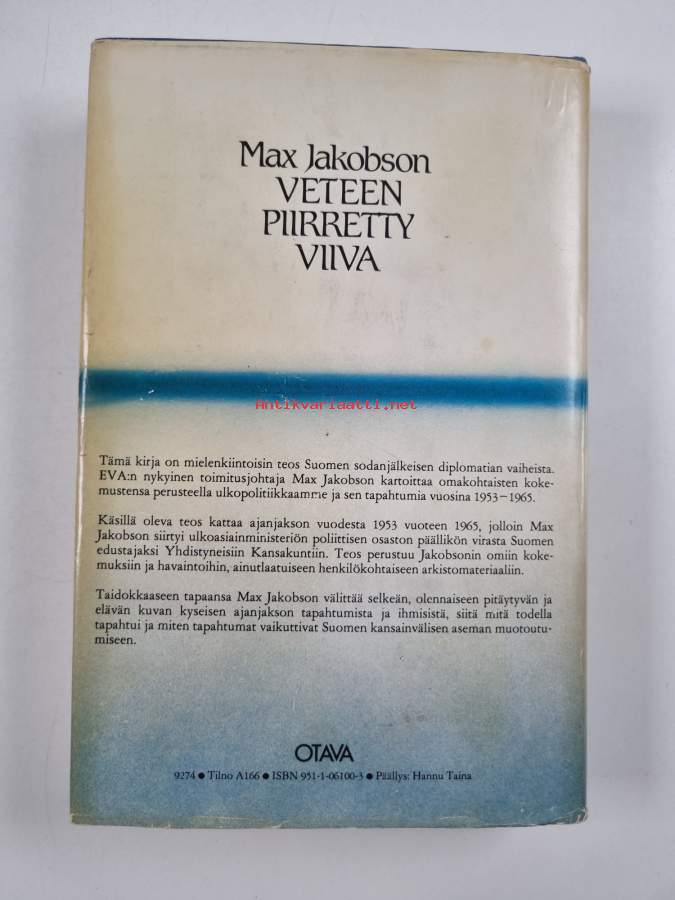 Max Jakobson
VETEEN
PIIRRETTY
VIIVA
Antikvariaatti.net
Tämä kirja on mielenkiintoisin teos Suomen sodanjälkeisen diplomatian vaiheista.
EVA:n nykyinen toimitusjohtaja Max Jakobson kartoittaa omakohtaisten koke-
mustensa perusteella ulkopolitiikkaamme ja sen tapahtumia vuosina 1953–1965.
Käsillä oleva teos kattaa ajanjakson vuodesta 1953 vuoteen 1965, jolloin Max
Jakobson siirtyi ulkoasiainministeriön poliittisen osaston päällikön virasta Suomen
edustajaksi Yhdistyneisiin Kansakuntiin. Teos perustuu Jakobsonin omiin koke-
muksiin ja havaintoihin, ainutlaatuiseen henkilökohtaiseen arkistomateriaaliin.
Taidokkaaseen tapaansa Max Jakobson välittää selkeän, olennaiseen pitäytyvän ja
elävän kuvan kyseisen ajanjakson tapahtumista ja ihmisistä, siitä mitä todella
tapahtui ja miten tapahtumat vaikuttivat Suomen kansainvälisen aseman muotoutu-
miseen.
OTAVA
9274 ● Tilno A166 ● ISBN 951-1-06100-3 ● Päällys: Hannu Taina